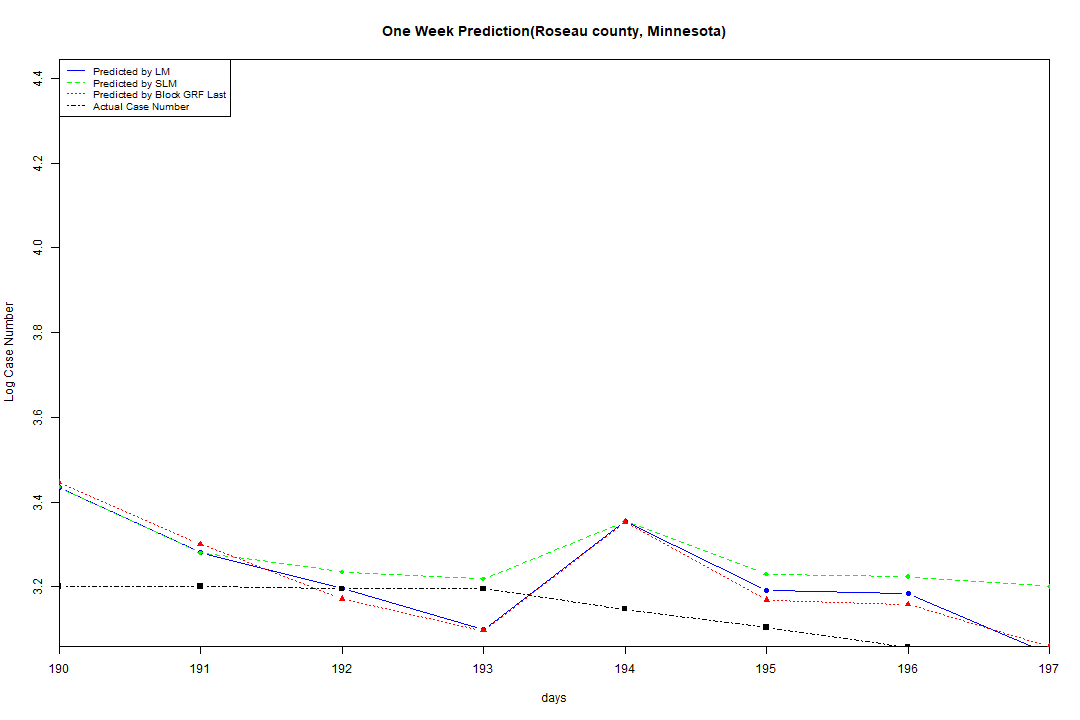 One Week Prediction(Roseau county, Minnesota)
Predicted by LM
Predicted by SLM
Predicted by Block GRF Last
Actual Case Number
Log Case Number
4.4
4.2
4.0
3.8
3.6
3.4
3.2
190 191 192 193 194 195 196 197
days